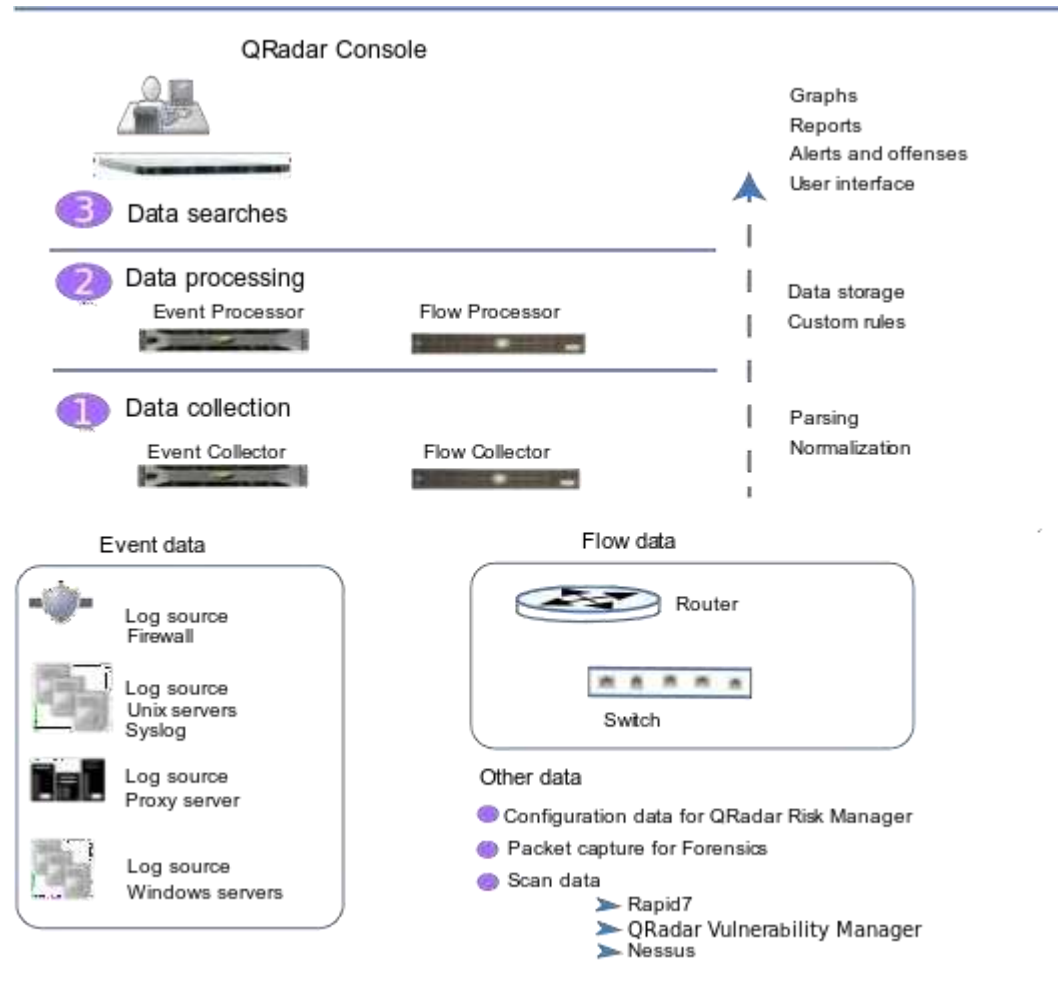 QRadar Console
Graphs
Reports
Alerts and offenses
User interface
3 Data searches
2 Data processing
Event Processor
Flow Processor
Data storage
Custom rules
1 Data collection
Event Collector
Flow Collector
Parsing
Normalization
Event data
Log source
Firewall
Log source
Unix servers
Syslog
Log source
Proxy server
Log source
Windows servers
Flow data
Router
Switch
Other data
Configuration data for QRadar Risk Manager
Packet capture for Forensics
Scan data
Rapid7
QRadar Vulnerability Manager
Nessus